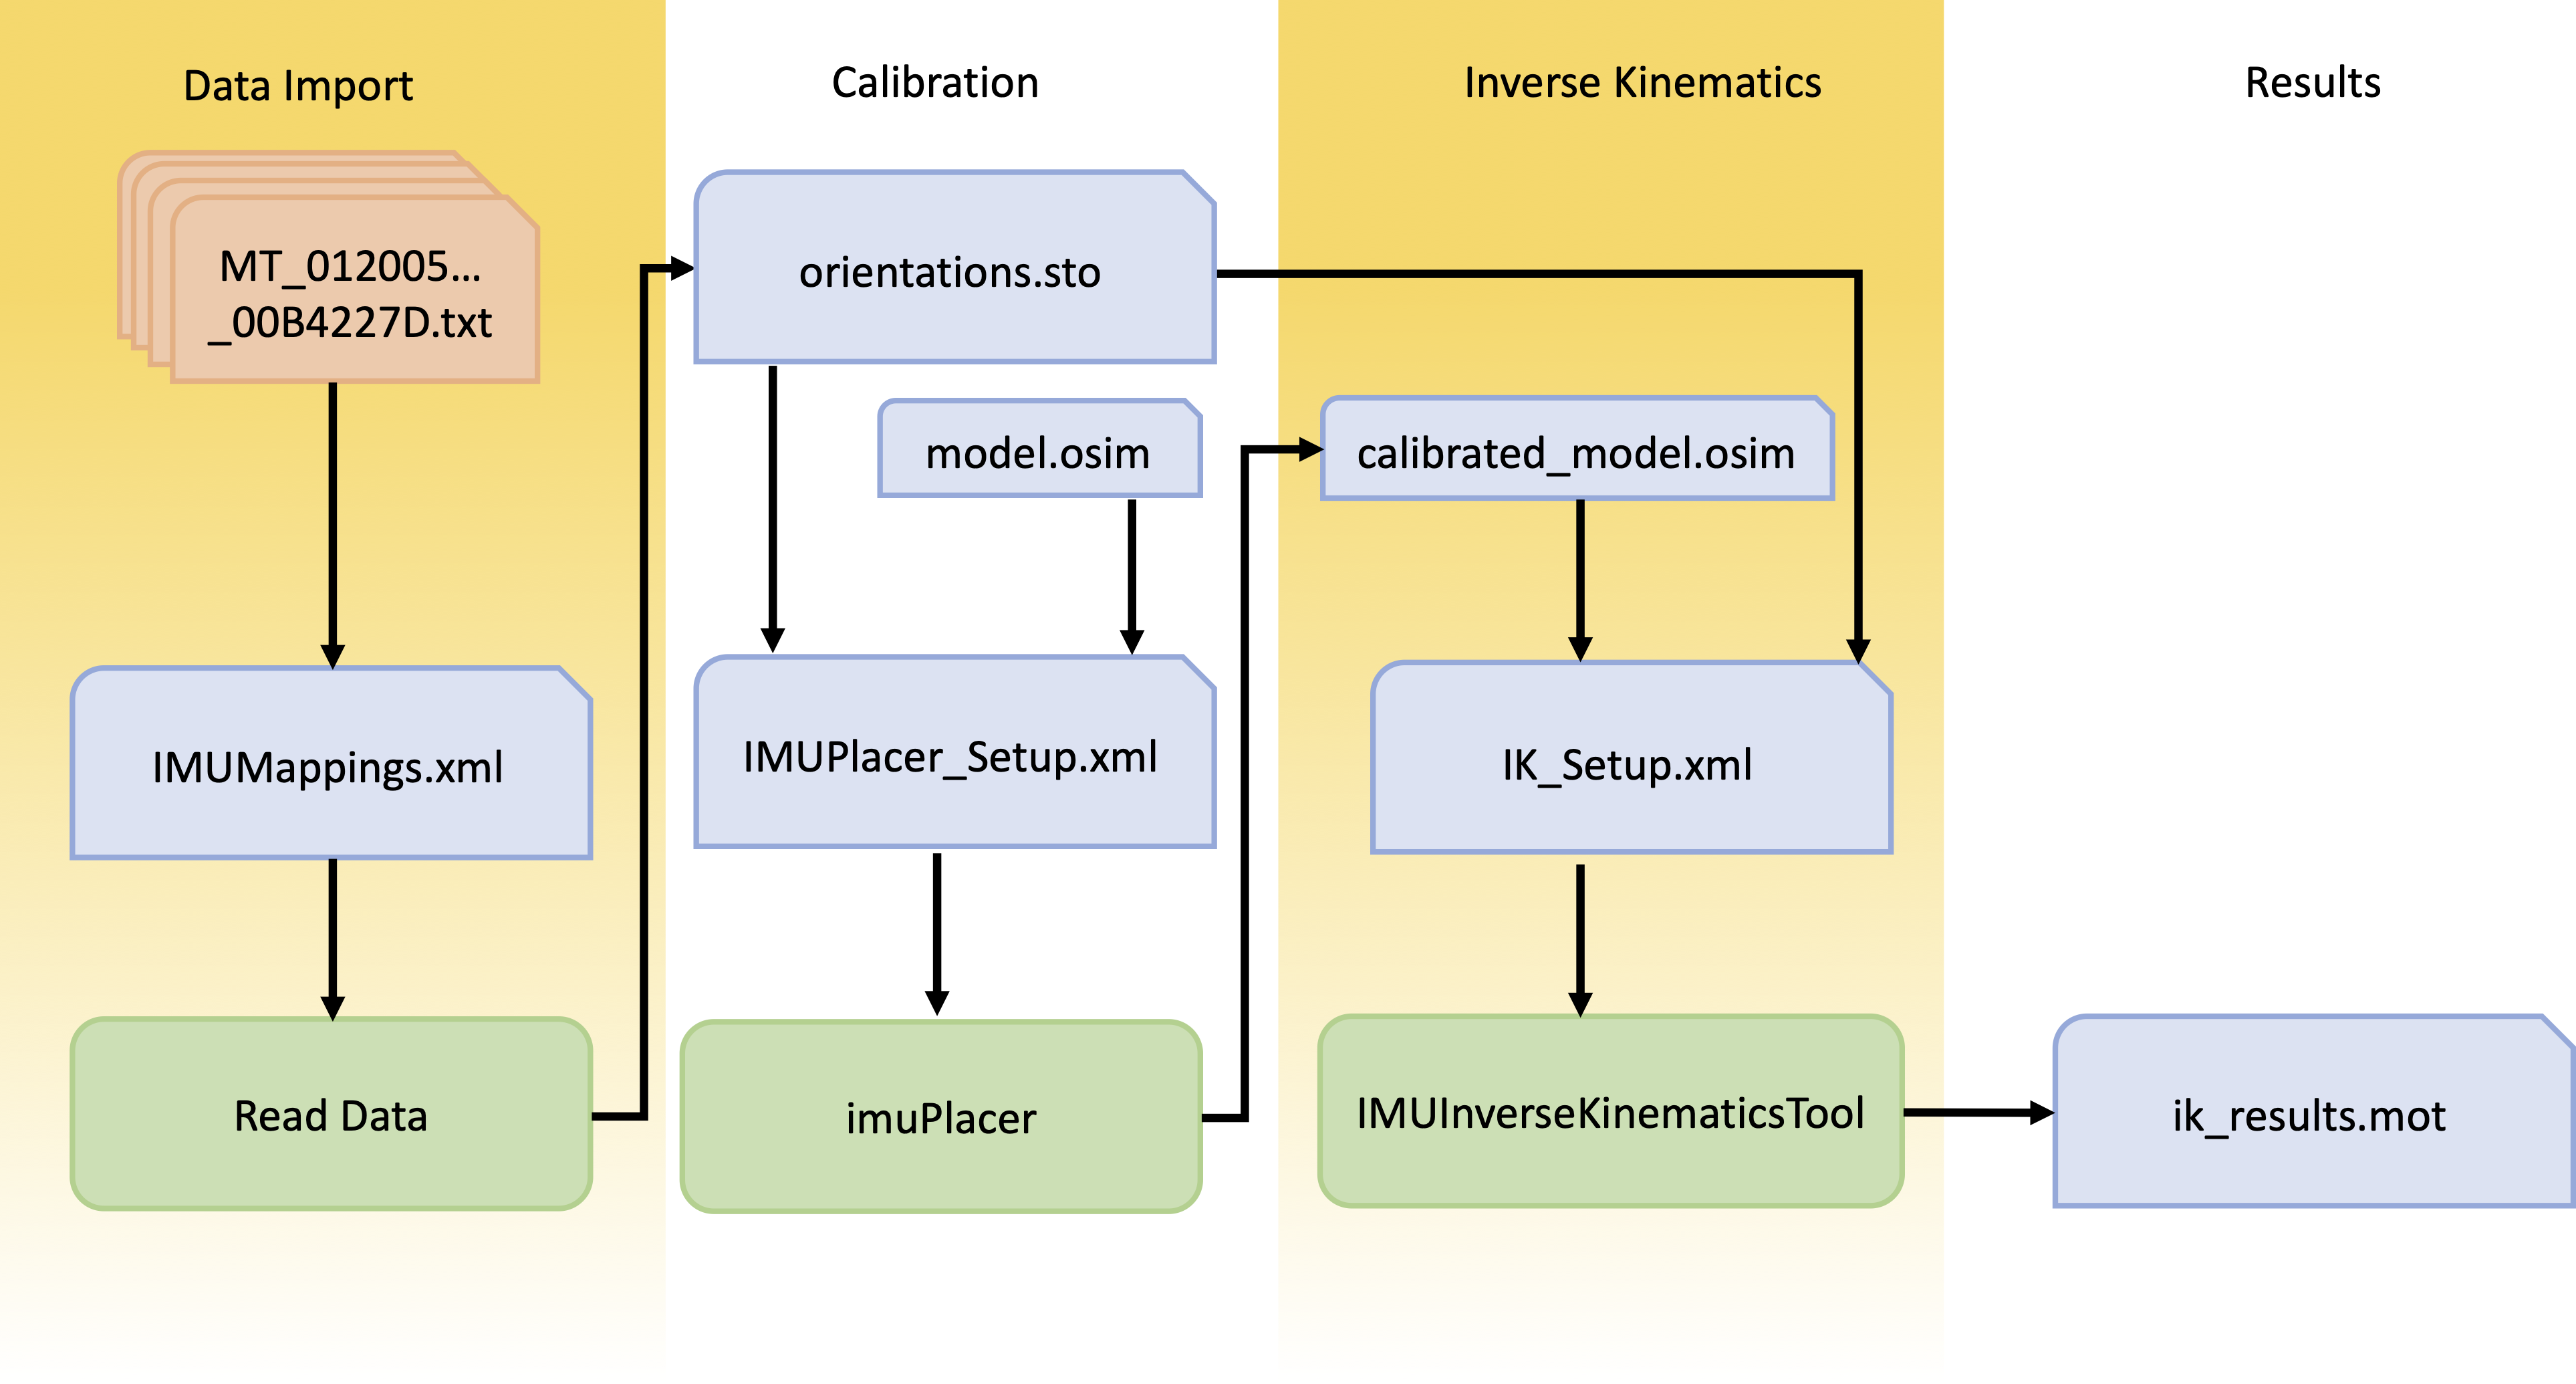 Data Import
MT_012005...
_00B4227D.txt
IMUMappings.xml
Read Data
Calibration
orientations.sto
model.osim
IMUPlacer_Setup.xml
imuPlacer
Inverse Kinematics
calibrated_model.osim
IK_Setup.xml
IMUInverseKinematicsTool
Results
ik_results.mot